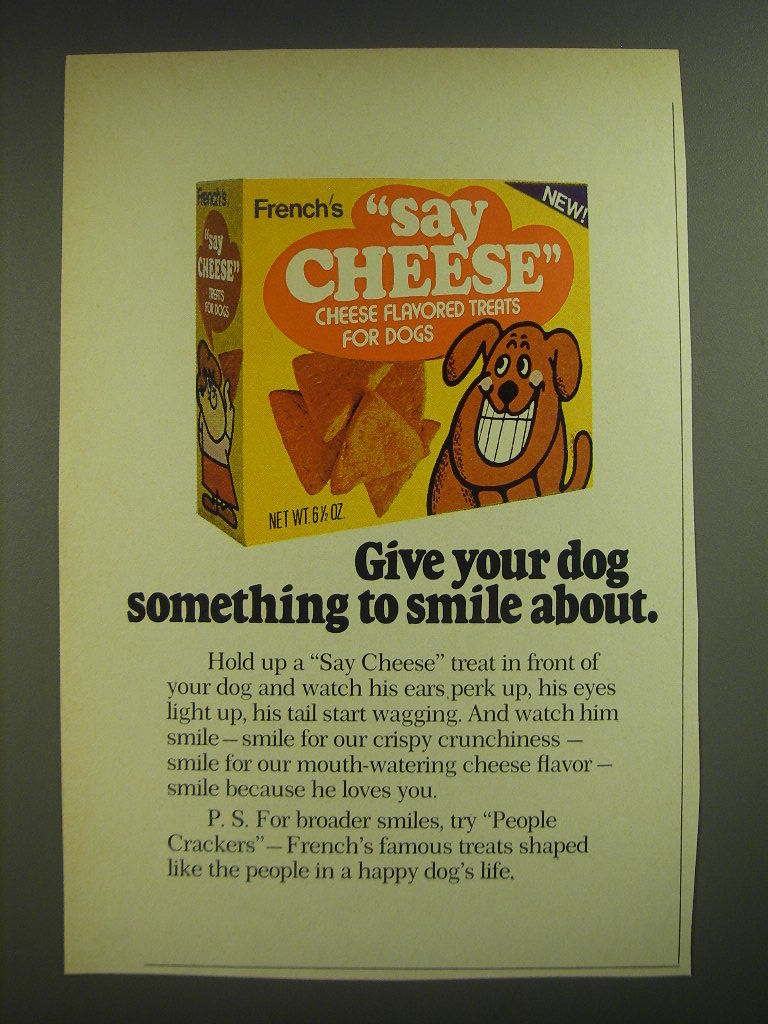 French's
"say
CHEESE"
TREATS
FOR DOGS
French's
"say
CHEESE"
CHEESE FLAVORED TREATS
FOR DOGS
NEW!
NET WT. 6½ OZ.
Give your dog
something to smile about.
Hold up a "Say Cheese" treat in front of
your dog and watch his ears perk up, his eyes
light up, his tail start wagging. And watch him
smile — smile for our crispy crunchiness —
smile for our mouth-watering cheese flavor —
smile because he loves you.
P. S. For broader smiles, try "People
Crackers" — French's famous treats shaped
like the people in a happy dog's life.